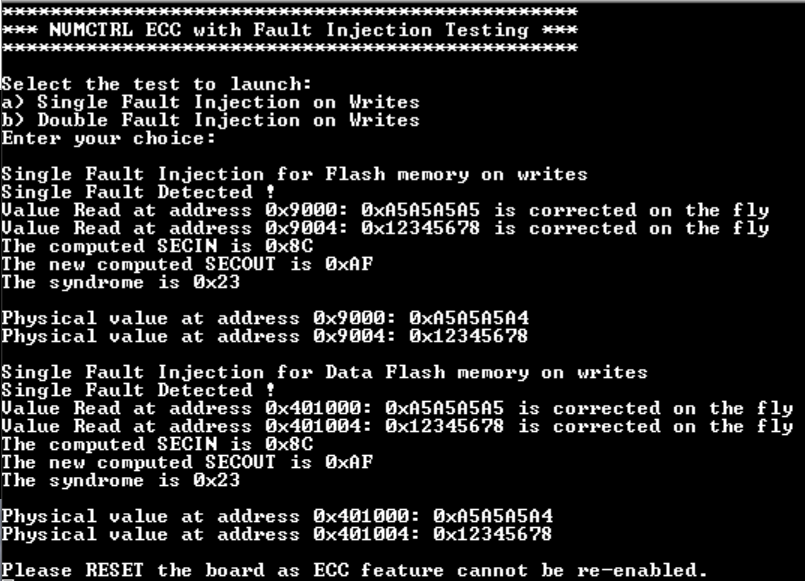 ************************************************
*** NVMCTRL ECC with Fault Injection Testing ***
************************************************
Select the test to launch:
a) Single Fault Injection on Writes
b) Double Fault Injection on Writes
Enter your choice:
Single Fault Injection for Flash memory on writes
Single Fault Detected !
Value Read at address 0x9000: 0xA5A5A5A5 is corrected on the fly
Value Read at address 0x9004: 0x12345678 is corrected on the fly
The computed SECIN is 0x8C
The new computed SECOUT is 0xAF
The syndrome is 0x23
Physical value at address 0x9000: 0xA5A5A5A4
Physical value at address 0x9004: 0x12345678
Single Fault Injection for Data Flash memory on writes
Single Fault Detected !
Value Read at address 0x401000: 0xA5A5A5A5 is corrected on the fly
Value Read at address 0x401004: 0x12345678 is corrected on the fly
The computed SECIN is 0x8C
The new computed SECOUT is 0xAF
The syndrome is 0x23
Physical value at address 0x401000: 0xA5A5A5A4
Physical value at address 0x401004: 0x12345678
Please RESET the board as ECC feature cannot be re-enabled.